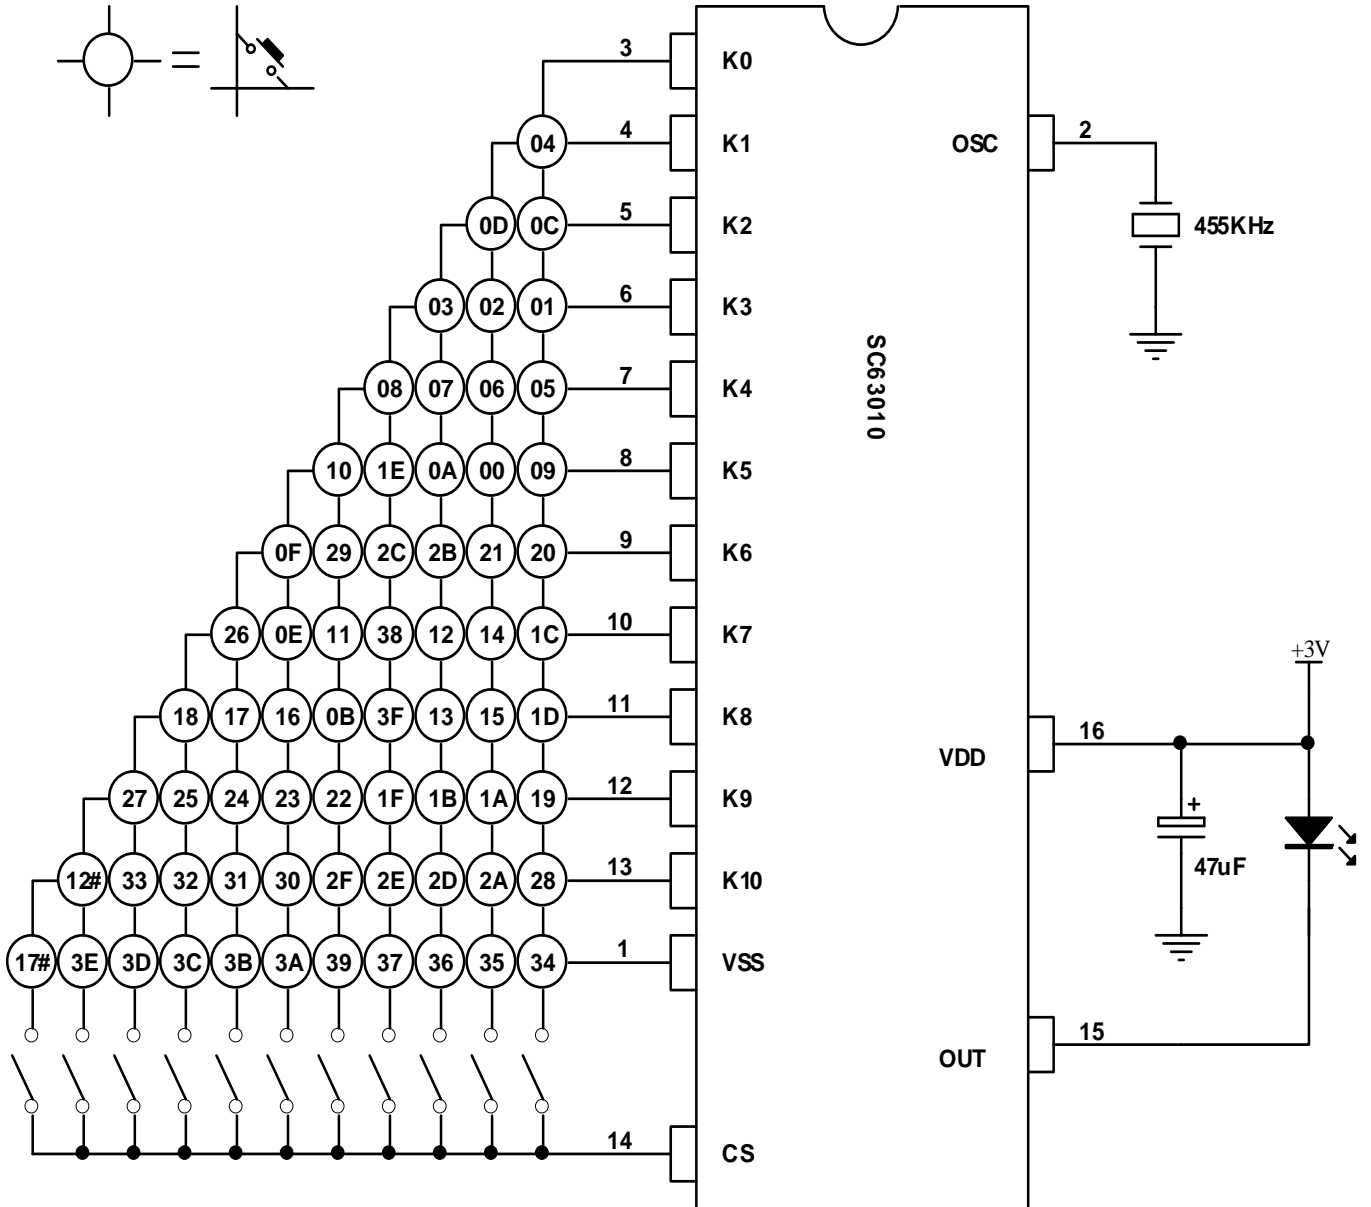 3 K0
04 4 K1 OSC 2
0D 0C 5 K2 455KHz
03 02 01 6 K3
SC63010
08 07 06 05 7 K4
10 1E 0A 00 09 8 K5
0F 29 2C 2B 21 20 9 K6
26 0E 11 38 12 14 1C 10 K7
+3V
18 17 16 0B 3F 13 15 1D 11 K8
VDD 16
27 25 24 23 22 1F 1B 1A 19 12 K9
+
47uF
12# 33 32 31 30 2F 2E 2D 2A 28 13 K10
17# 3E 3D 3C 3B 3A 39 37 36 35 34 1 VSS
OUT 15
14 CS